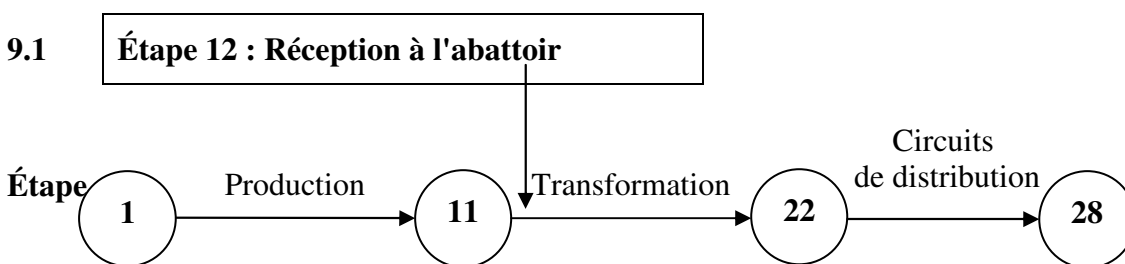 9.1 Étape 12 : Réception à l'abattoir
Circuits
Étape 1 Production 11 Transformation 22 de distribution 28